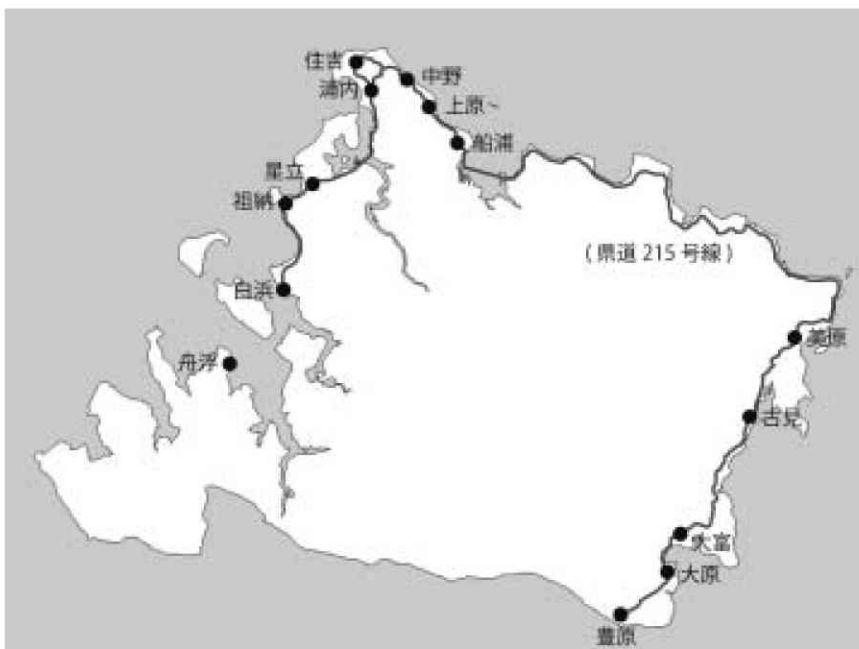 住吉
中野
浦内
上原~
船浦
星立
祖納
(県道 215 号線)
白浜
美原
舟浮
古見
大富
大原
豊原